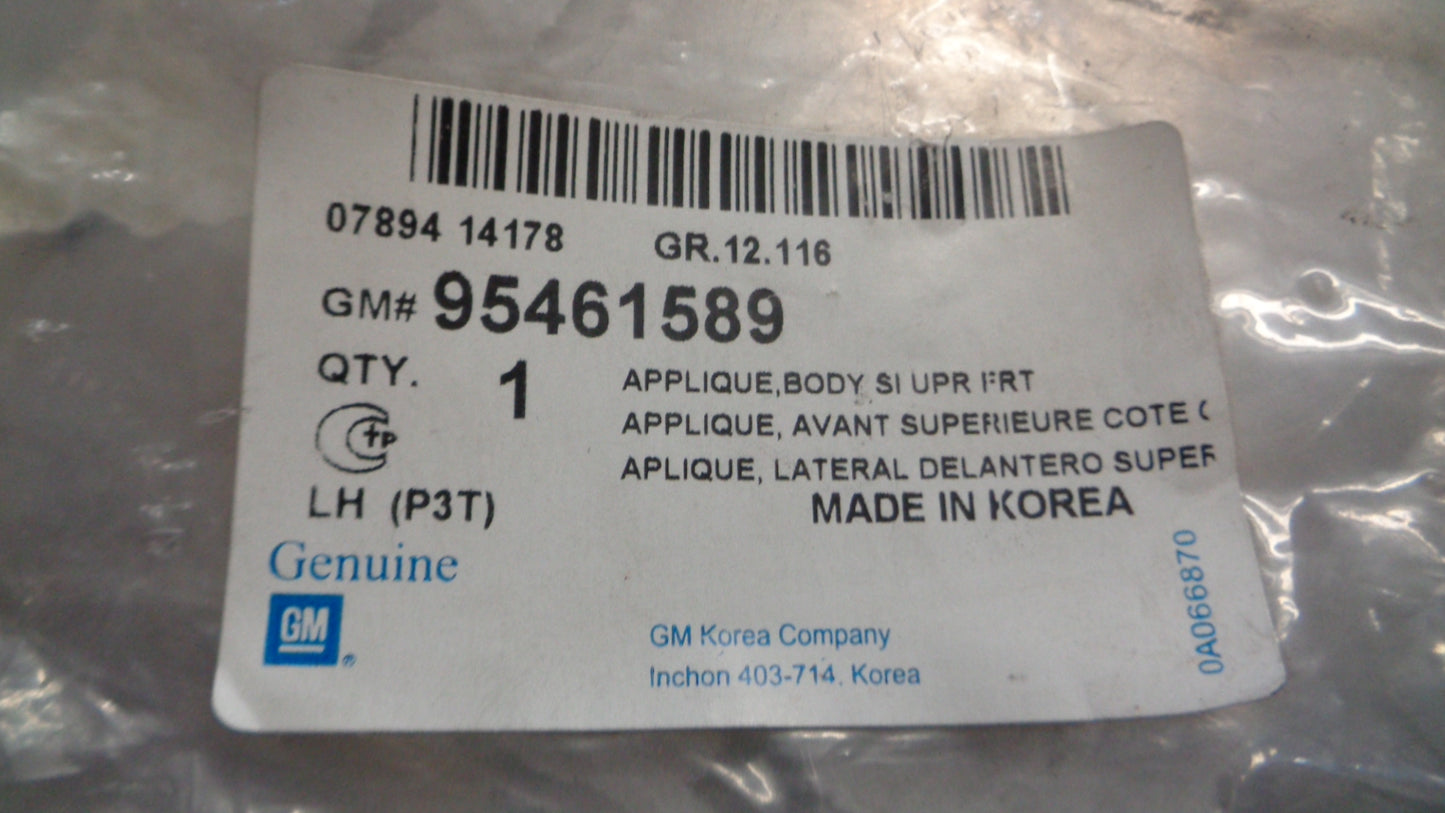 07894 14178 GR.12.116
GM# 95461589
QTY. 1
APPLIQUE,BODY SI UPR FRT
APPLIQUE, AVANT SUPERIEURE COTE
APLIQUE, LATERAL DELANTERO SUPER
LH (P3T) MADE IN KOREA
Genuine
GM
®
GM Korea Company
Inchon 403-714, Korea
0A066870